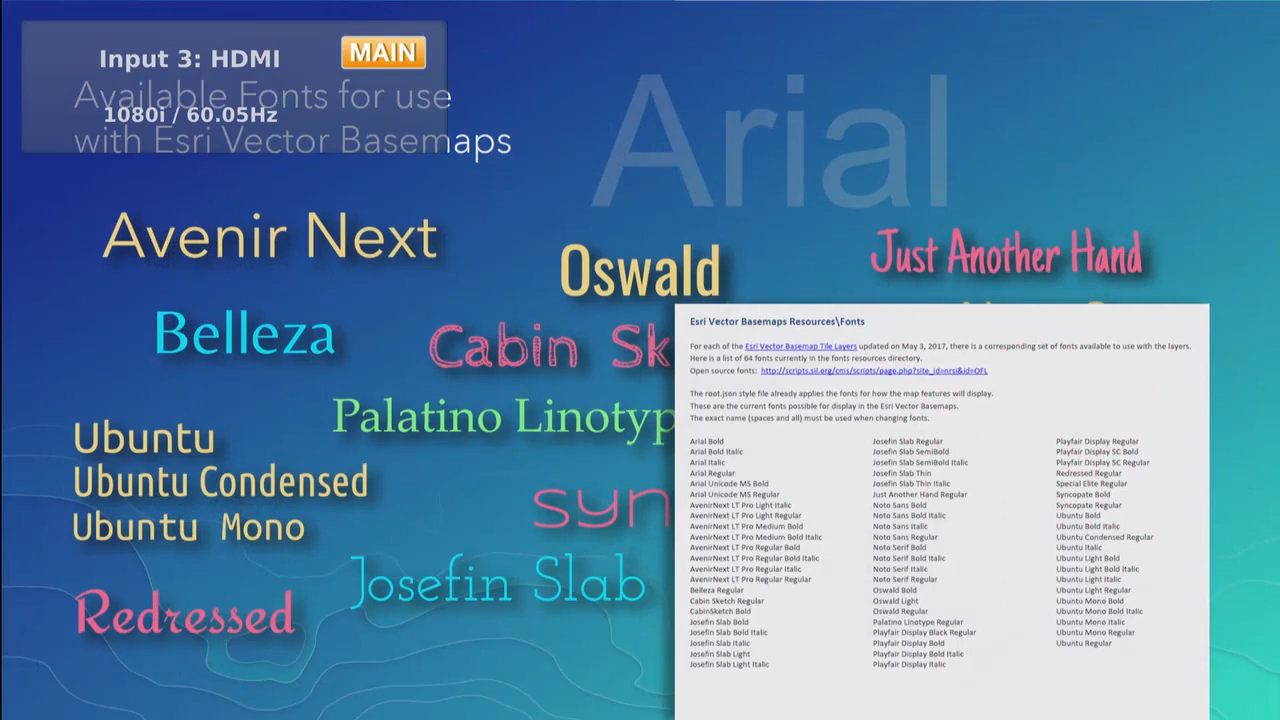 Input 3: HDMI
MAIN
1080i / 60.05Hz
Available Fonts for use
with Esri Vector Basemaps
Arial
Avenir Next
Oswald
Just Another Hand
Belleza
Cabin Sk
Palatino Linotyp
Ubuntu
Ubuntu Condensed
Ubuntu Mono
syn
Josefin Slab
Redressed
Esri Vector Basemaps Resources\Fonts
For each of the Esri Vector Basemap Tile Layers updated on May 3, 2017, there is a corresponding set of fonts available to use with the layers.
Here is a list of 64 fonts currently in the fonts resources directory.
Open source fonts: http://scripts.sil.org/cms/scripts/page.php?site_id=nrsi&id=OFL
The root.json style file already applies the fonts for how the map features will display.
These are the current fonts possible for display in the Esri Vector Basemaps.
The exact name (spaces and all) must be used when changing fonts.
Arial Bold
Arial Bold Italic
Arial Italic
Arial Regular
Arial Unicode MS Bold
Arial Unicode MS Regular
AvenirNext LT Pro Light Italic
AvenirNext LT Pro Light Regular
AvenirNext LT Pro Medium Bold
AvenirNext LT Pro Medium Bold Italic
AvenirNext LT Pro Regular Bold
AvenirNext LT Pro Regular Bold Italic
AvenirNext LT Pro Regular Italic
AvenirNext LT Pro Regular Regular
Belleza Regular
Cabin Sketch Regular
CabinSketch Bold
Josefin Slab Bold
Josefin Slab Bold Italic
Josefin Slab Italic
Josefin Slab Light
Josefin Slab Light Italic
Josefin Slab Regular
Josefin Slab SemiBold
Josefin Slab SemiBold Italic
Josefin Slab Thin
Josefin Slab Thin Italic
Just Another Hand Regular
Noto Sans Bold
Noto Sans Bold Italic
Noto Sans Italic
Noto Sans Regular
Noto Serif Bold
Noto Serif Bold Italic
Noto Serif Italic
Noto Serif Regular
Oswald Bold
Oswald Light
Oswald Regular
Palatino Linotype Regular
Playfair Display Black Regular
Playfair Display Bold
Playfair Display Bold Italic
Playfair Display Italic
Playfair Display Regular
Playfair Display SC Bold
Playfair Display SC Regular
Redressed Regular
Special Elite Regular
Syncopate Bold
Syncopate Regular
Ubuntu Bold
Ubuntu Bold Italic
Ubuntu Condensed Regular
Ubuntu Italic
Ubuntu Light Bold
Ubuntu Light Bold Italic
Ubuntu Light Italic
Ubuntu Light Regular
Ubuntu Mono Bold
Ubuntu Mono Bold Italic
Ubuntu Mono Italic
Ubuntu Mono Regular
Ubuntu Regular